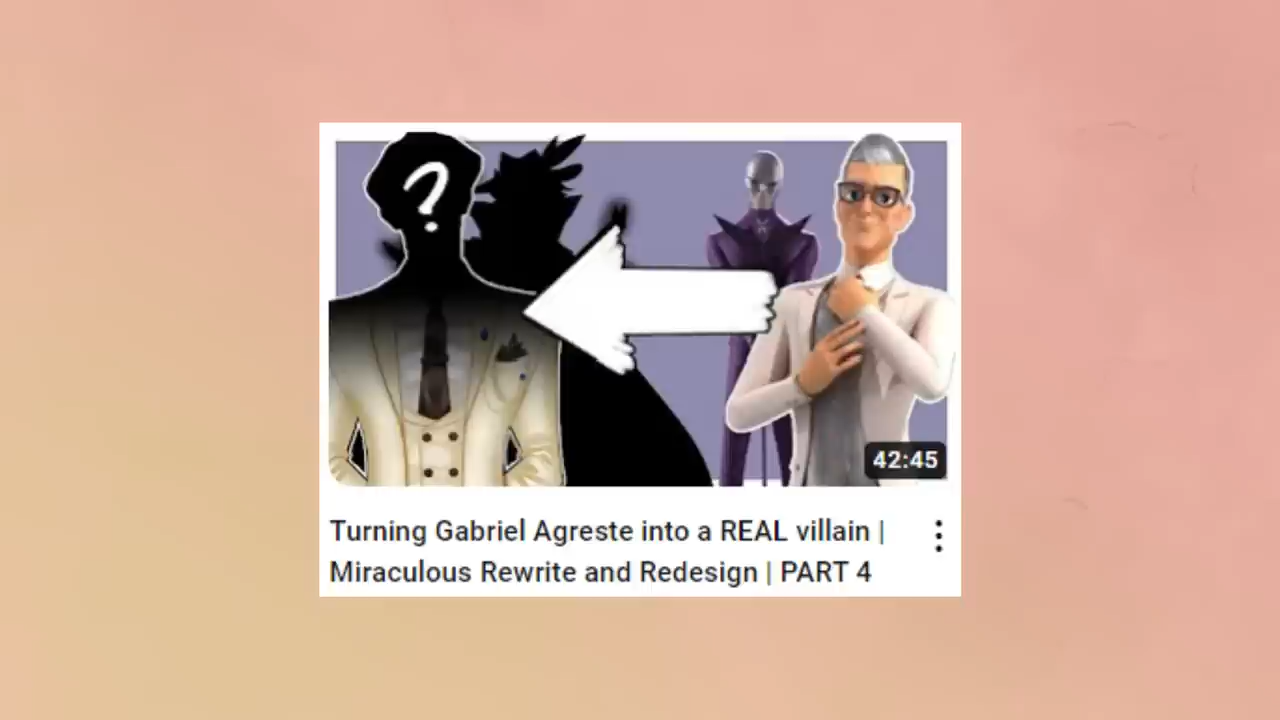 ?
42:45
Turning Gabriel Agreste into a REAL villain |
Miraculous Rewrite and Redesign | PART 4